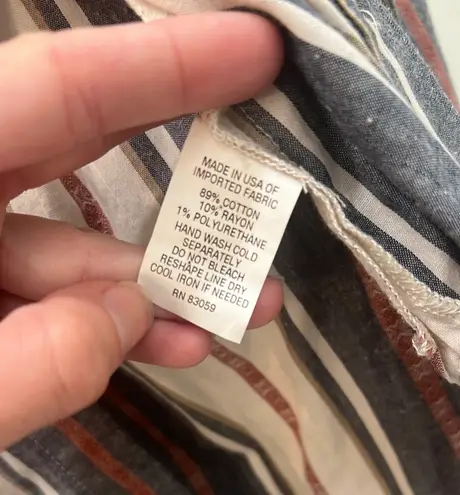 MADE IN USA OF
IMPORTED FABRIC
89% COTTON
10% RAYON
1% POLYURETHANE
HAND WASH COLD
SEPARATELY
DO NOT BLEACH
RESHAPE LINE DRY
COOL IRON IF NEEDED
RN 83059